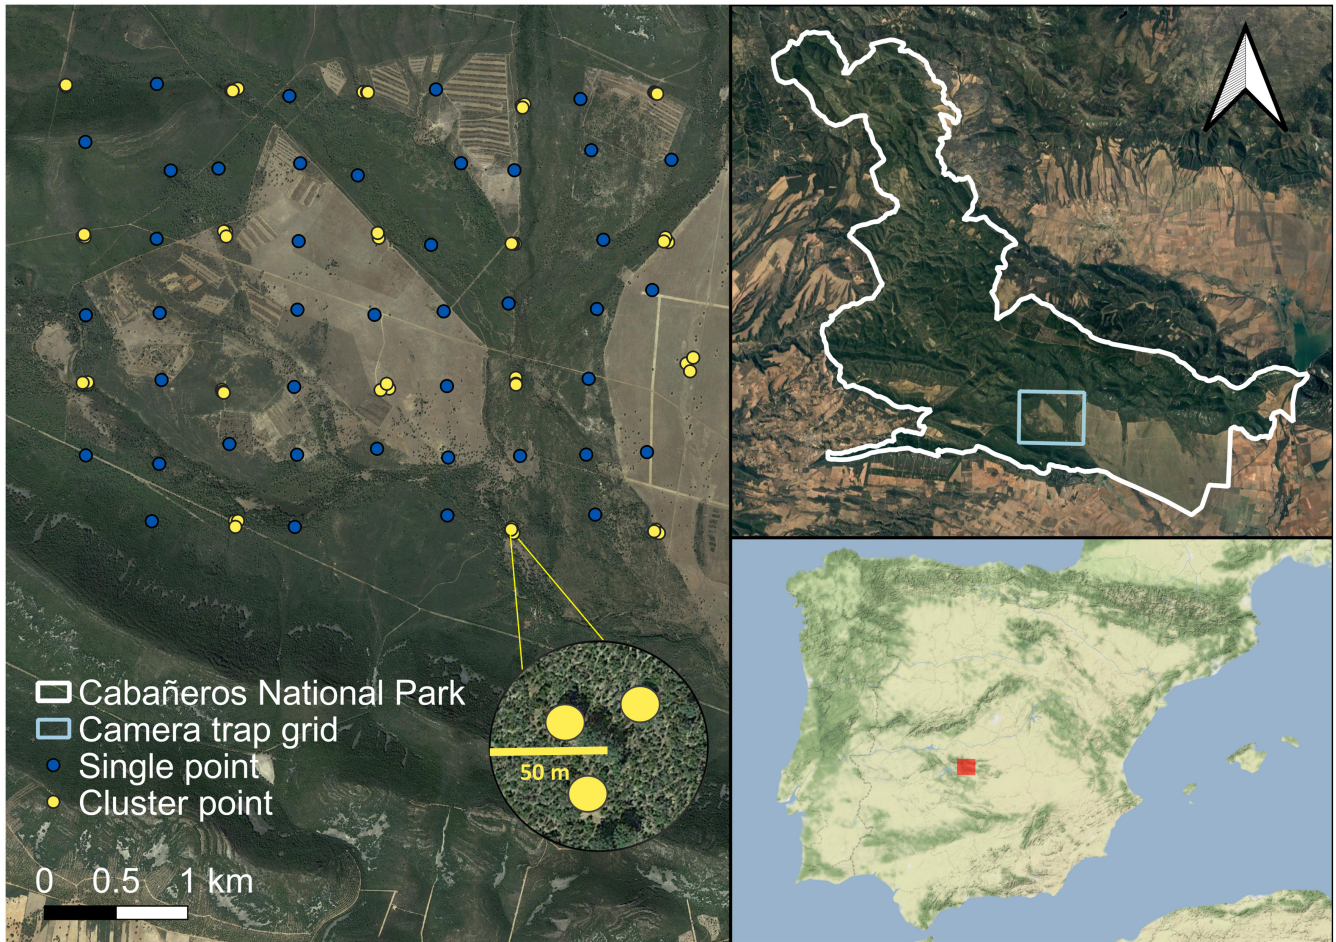 Cabañeros National Park
Camera trap grid
Single point
Cluster point
0 0.5 1 km
50 m